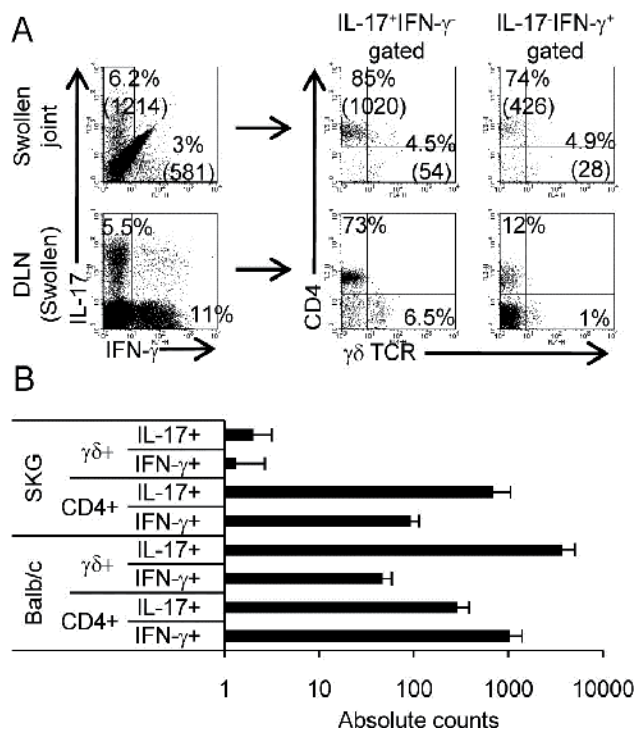 A
IL-17⁺IFN-γ⁻ gated
IL-17⁻IFN-γ⁺ gated
Swollen joint
6.2%
(1214)
3%
(581)
85%
(1020)
4.5%
(54)
74%
(426)
4.9%
(28)
DLN (Swollen)
IL-17
5.5%
11%
CD4
73%
6.5%
12%
1%
IFN-γ
γδ TCR
B
SKG
γδ+
IL-17+
IFN-γ+
CD4+
IL-17+
IFN-γ+
Balb/c
γδ+
IL-17+
IFN-γ+
CD4+
IL-17+
IFN-γ+
1 10 100 1000 10000
Absolute counts